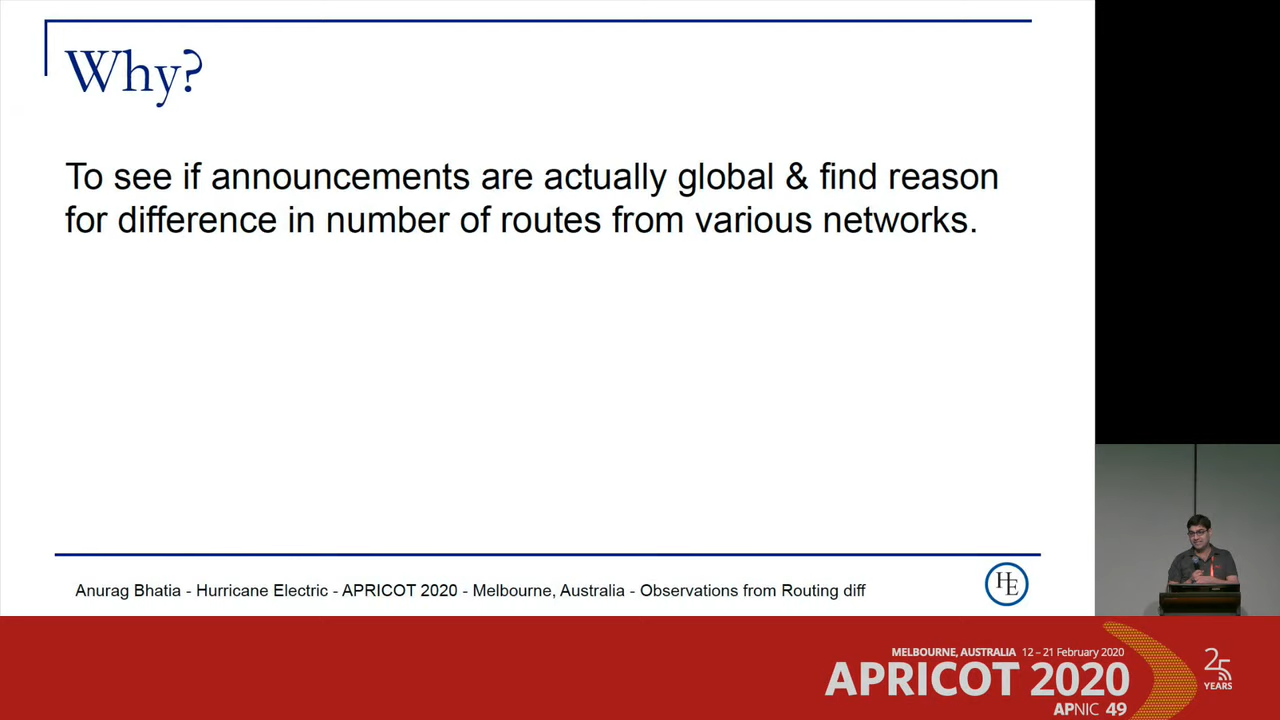 Why?
To see if announcements are actually global & find reason
for difference in number of routes from various networks.
Anurag Bhatia - Hurricane Electric - APRICOT 2020 - Melbourne, Australia - Observations from Routing diff
HE
MELBOURNE, AUSTRALIA 12 – 21 February 2020
APRICOT 2020
APNIC 49
25
YEARS